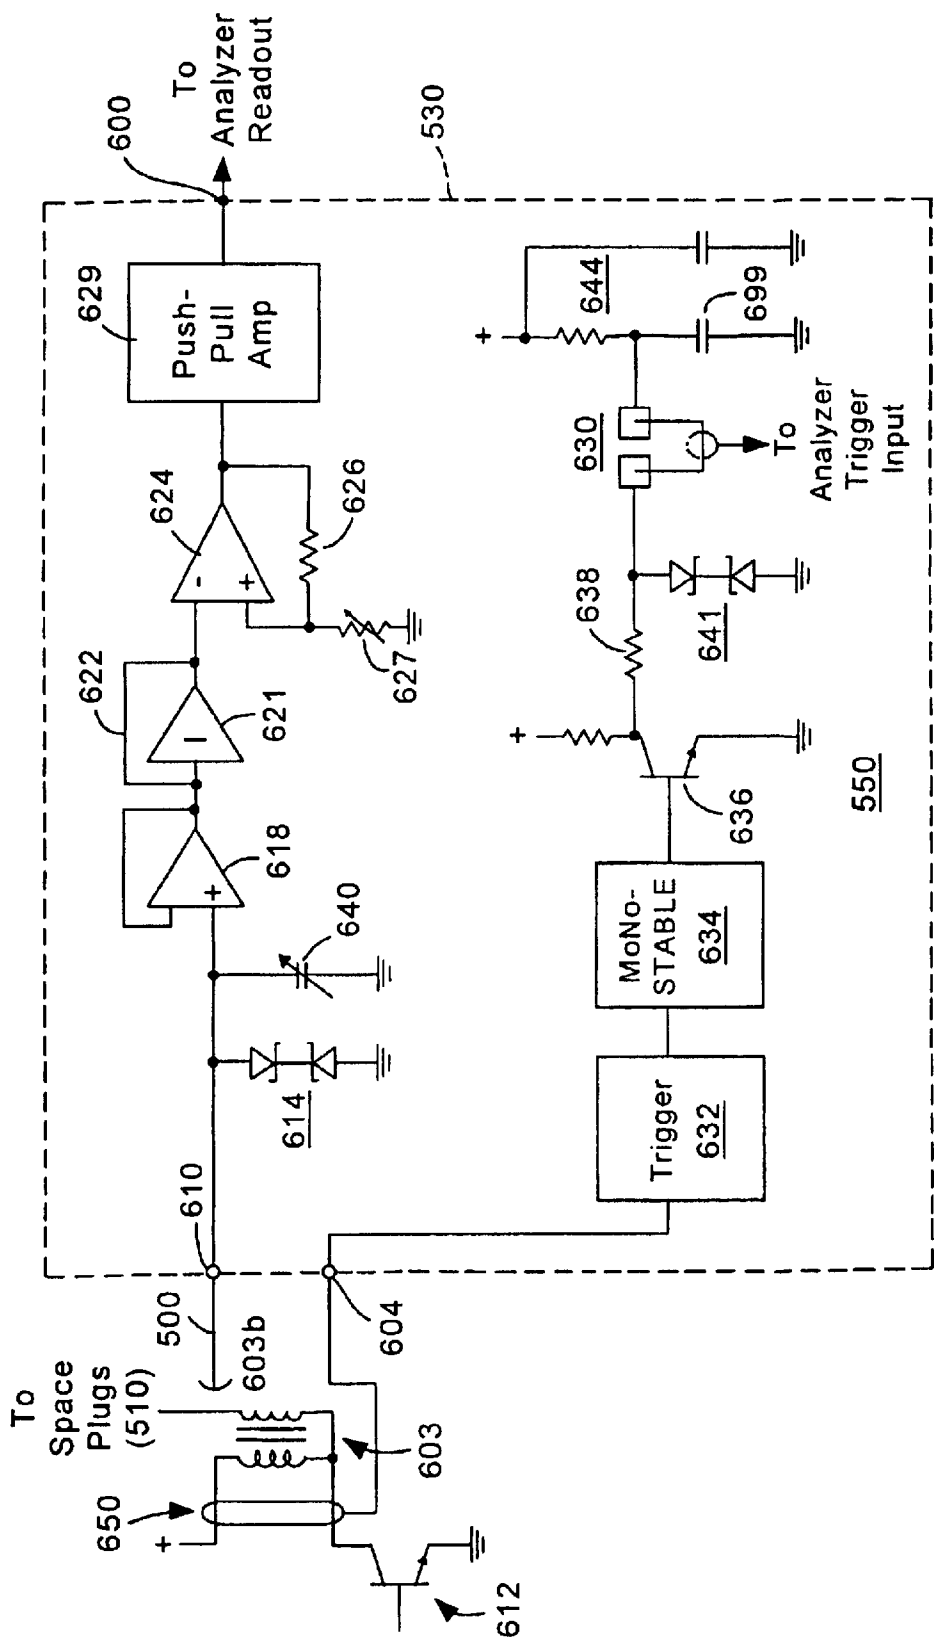 To
Space
Plugs
(510)
650
+
612
603
603b
500
610
604
614
640
618
+
622
621
–
624
-
+
626
627
629
Push-
Pull
Amp
600
To
Analyzer
Readout
530
Trigger
632
MoNo-
STABLE
634
636
+
638
641
630
To
Analyzer
Trigger
Input
+
644
699
550